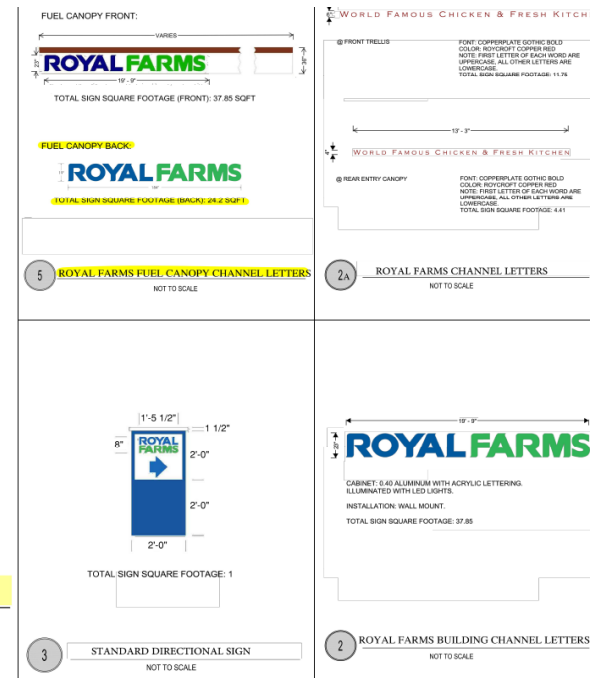 FUEL CANOPY FRONT:
VARIES
ROYAL FARMS
23"
36"
19' - 9"
TOTAL SIGN SQUARE FOOTAGE (FRONT): 37.85 SQFT
FUEL CANOPY BACK:
ROYAL FARMS
TOTAL SIGN SQUARE FOOTAGE (BACK): 24.2 SQFT
5
ROYAL FARMS FUEL CANOPY CHANNEL LETTERS
NOT TO SCALE
WORLD FAMOUS CHICKEN & FRESH KITCH
@ FRONT TRELLIS
FONT: COPPERPLATE GOTHIC BOLD
COLOR: ROYCROFT COPPER RED
NOTE: FIRST LETTER OF EACH WORD ARE
UPPERCASE, ALL OTHER LETTERS ARE
LOWERCASE.
TOTAL SIGN SQUARE FOOTAGE: 11.75
13' - 3"
4"
WORLD FAMOUS CHICKEN & FRESH KITCHEN
@ REAR ENTRY CANOPY
FONT: COPPERPLATE GOTHIC BOLD
COLOR: ROYCROFT COPPER RED
NOTE: FIRST LETTER OF EACH WORD ARE
UPPERCASE, ALL OTHER LETTERS ARE
LOWERCASE.
TOTAL SIGN SQUARE FOOTAGE: 4.41
2A
ROYAL FARMS CHANNEL LETTERS
NOT TO SCALE
1'-5 1/2"
1 1/2"
8"
ROYAL
FARMS
2'-0"
2'-0"
2'-0"
TOTAL SIGN SQUARE FOOTAGE: 1
3
STANDARD DIRECTIONAL SIGN
NOT TO SCALE
19' - 9"
23"
ROYAL FARMS
CABINET: 0.40 ALUMINUM WITH ACRYLIC LETTERING.
ILLUMINATED WITH LED LIGHTS.
INSTALLATION: WALL MOUNT.
TOTAL SIGN SQUARE FOOTAGE: 37.85
2
ROYAL FARMS BUILDING CHANNEL LETTERS
NOT TO SCALE